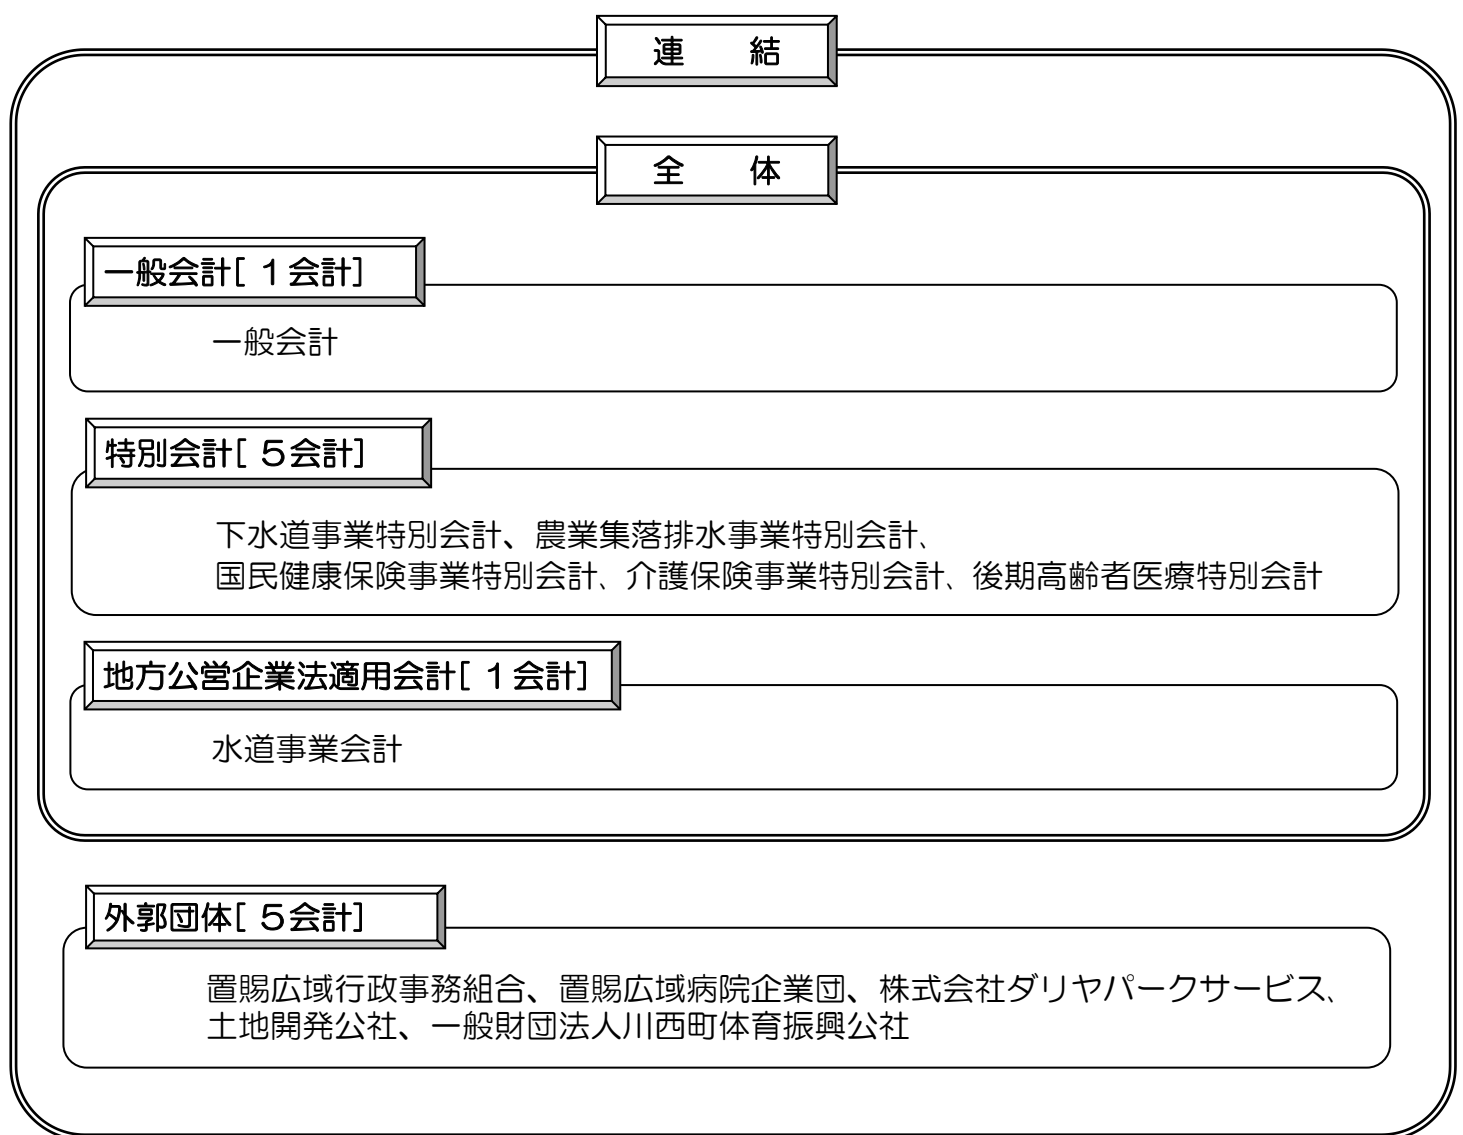 連　　結
全　　体
一般会計[ 1 会計]
一般会計
特別会計[ 5会計]
下水道事業特別会計、農業集落排水事業特別会計、
国民健康保険事業特別会計、介護保険事業特別会計、後期高齢者医療特別会計
地方公営企業法適用会計[ 1 会計]
水道事業会計
外郭団体[ 5会計]
置賜広域行政事務組合、置賜広域病院企業団、株式会社ダリヤパークサービス、
土地開発公社、一般財団法人川西町体育振興公社